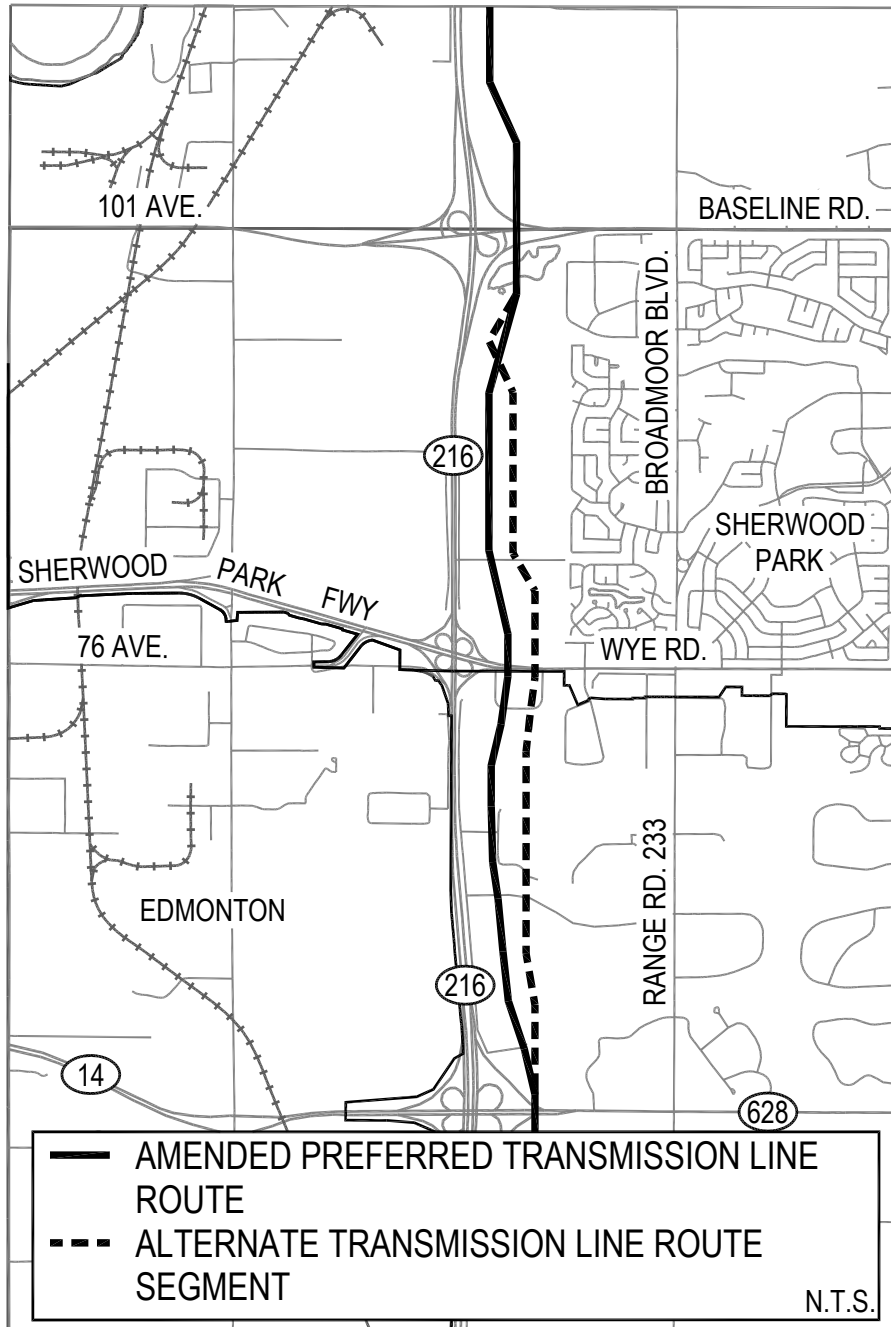 101 AVE.
BASELINE RD.
BROADMOOR BLVD.
216
SHERWOOD
PARK
SHERWOOD PARK FWY
76 AVE.
WYE RD.
RANGE RD. 233
EDMONTON
216
14
628
AMENDED PREFERRED TRANSMISSION LINE
ROUTE
ALTERNATE TRANSMISSION LINE ROUTE
SEGMENT
N.T.S.